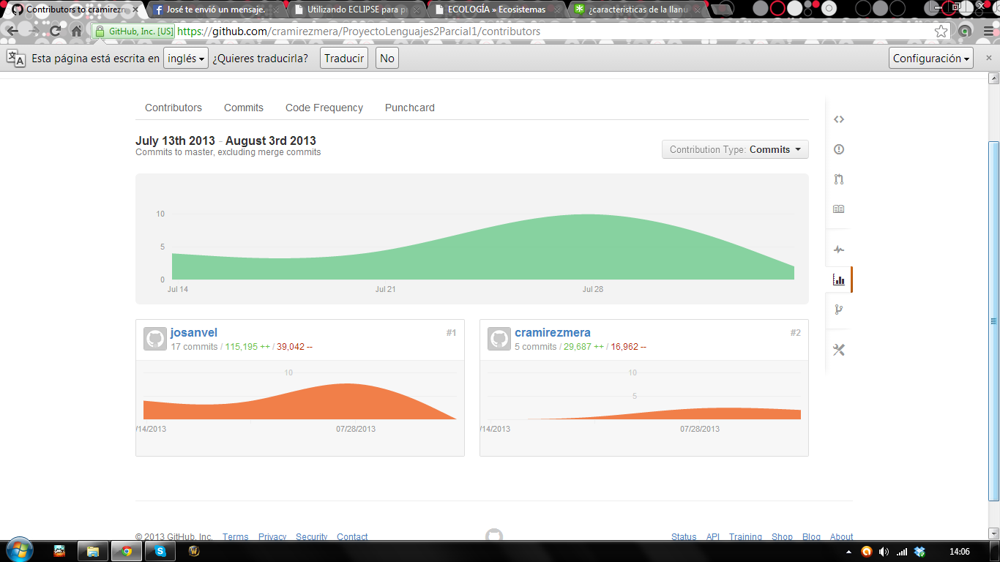 Contributors to cramirezn
José te envió un mensaje.
Utilizando ECLIPSE para p
ECOLOGÍA » Ecosistemas
¿caracteristicas de la llanu
GitHub, Inc. [US] https://github.com/cramirezmera/ProyectoLenguajes2Parcial1/contributors
Esta página está escrita en inglés ¿Quieres traducirla? Traducir No Configuración
Contributors Commits Code Frequency Punchcard
July 13th 2013 - August 3rd 2013
Commits to master, excluding merge commits
Contribution Type: Commits
10
5
0
Jul 14 Jul 21 Jul 28
josanvel #1
17 commits / 115,195 ++ / 39,042 --
10
/14/2013 07/28/2013
cramirezmera #2
5 commits / 29,687 ++ / 16,962 --
10
5
/14/2013 07/28/2013
© 2013 GitHub, Inc. Terms Privacy Security Contact
Status API Training Shop Blog About
14:06